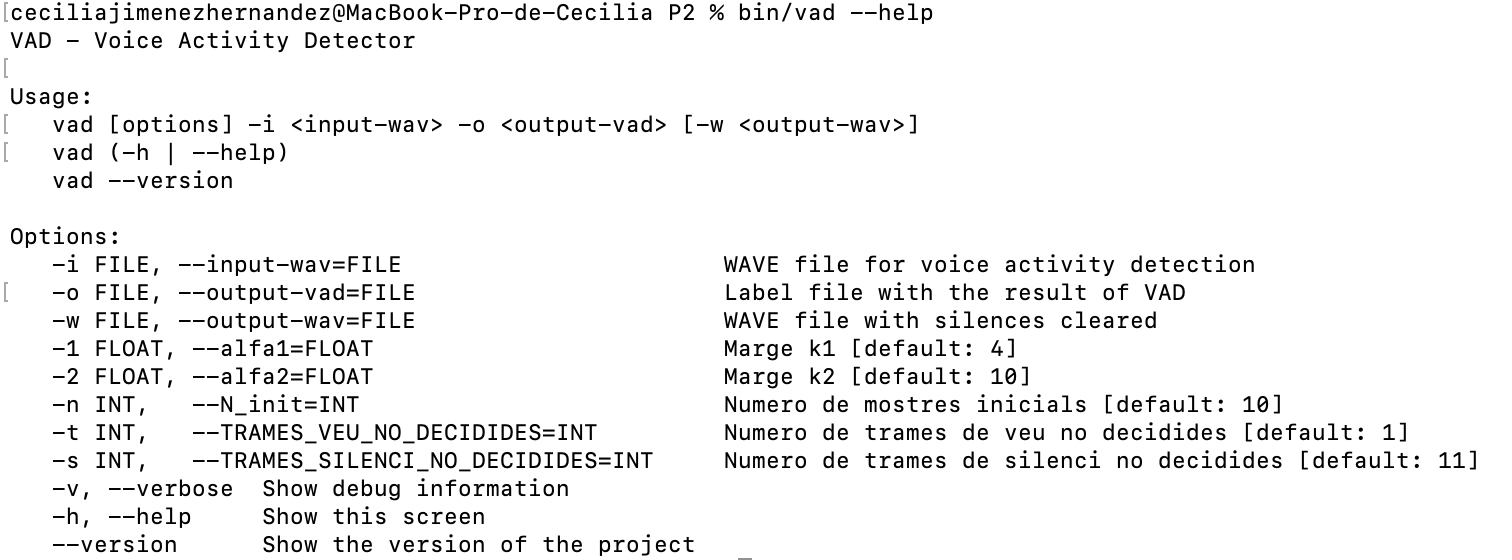 [ceciliajimenezhernandez@MacBook-Pro-de-Cecilia P2 % bin/vad --help
VAD - Voice Activity Detector
[
Usage:
[   vad [options] -i <input-wav> -o <output-vad> [-w <output-wav>]
[   vad (-h | --help)
    vad --version

Options:
   -i FILE, --input-wav=FILE                       WAVE file for voice activity detection
[   -o FILE, --output-vad=FILE                      Label file with the result of VAD
   -w FILE, --output-wav=FILE                      WAVE file with silences cleared
   -1 FLOAT, --alfa1=FLOAT                         Marge k1 [default: 4]
   -2 FLOAT, --alfa2=FLOAT                         Marge k2 [default: 10]
   -n INT,   --N_init=INT                          Numero de mostres inicials [default: 10]
   -t INT,   --TRAMES_VEU_NO_DECIDIDES=INT         Numero de trames de veu no decidides [default: 1]
   -s INT,   --TRAMES_SILENCI_NO_DECIDIDES=INT     Numero de trames de silenci no decidides [default: 11]
   -v, --verbose  Show debug information
   -h, --help     Show this screen
   --version      Show the version of the project